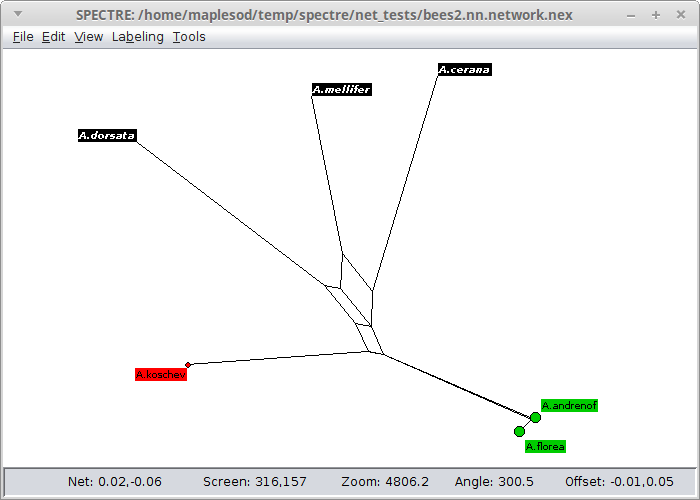 SPECTRE: /home/maplesod/temp/spectre/net_tests/bees2.nn.network.nex
File Edit View Labeling Tools
A.cerana
A.mellifer
A.dorsata
A.koschev
A.andrenof
A.florea
Net: 0.02,-0.06 Screen: 316,157 Zoom: 4806.2 Angle: 300.5 Offset: -0.01,0.05